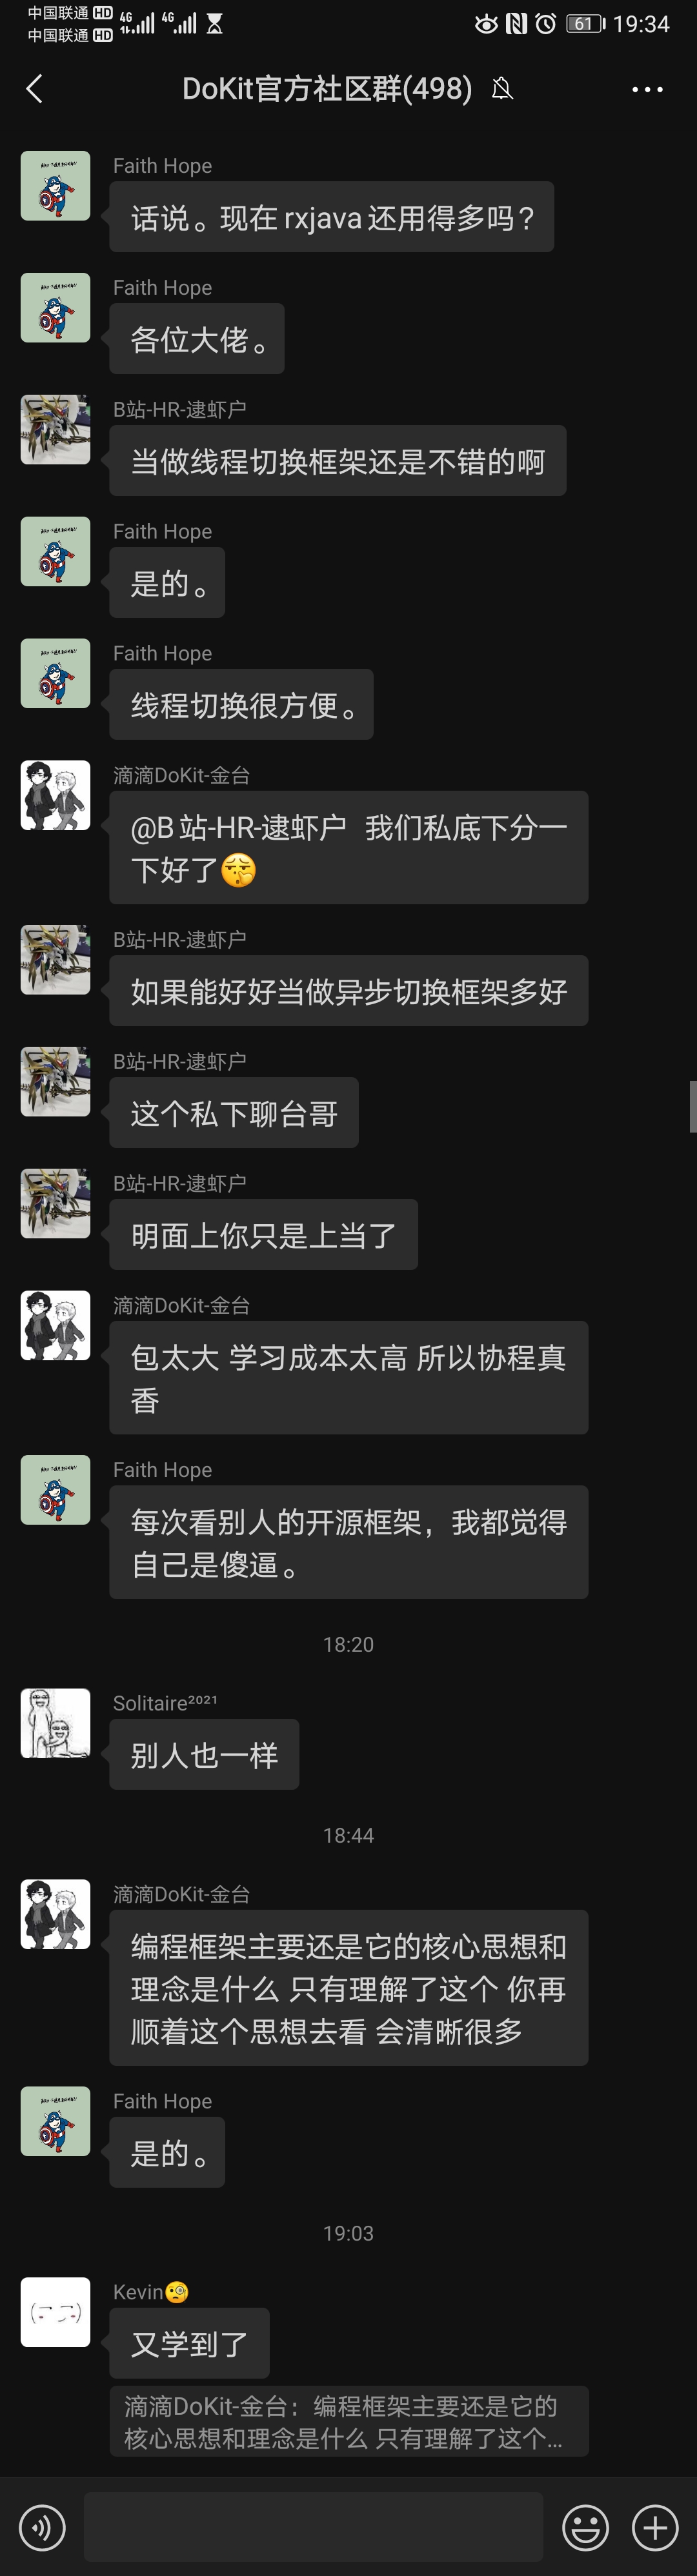 中国联通 HD 4G 4G 61 19:34
中国联通 HD
DoKit官方社区群(498)
Faith Hope
话说。现在rxjava还用得多吗?
Faith Hope
各位大佬。
B站-HR-逮虾户
当做线程切换框架还是不错的啊
Faith Hope
是的。
Faith Hope
线程切换很方便。
滴滴DoKit-金台
@B站-HR-逮虾户 我们私底下分一
下好了🤫
B站-HR-逮虾户
如果能好好当做异步切换框架多好
B站-HR-逮虾户
这个私下聊台哥
B站-HR-逮虾户
明面上你只是上当了
滴滴DoKit-金台
包太大 学习成本太高 所以协程真
香
Faith Hope
每次看别人的开源框架，我都觉得
自己是傻逼。
18:20
Solitaire²⁰²¹
别人也一样
18:44
滴滴DoKit-金台
编程框架主要还是它的核心思想和
理念是什么 只有理解了这个 你再
顺着这个思想去看 会清晰很多
Faith Hope
是的。
19:03
Kevin🧐
又学到了
滴滴DoKit-金台：编程框架主要还是它的
核心思想和理念是什么 只有理解了这个...